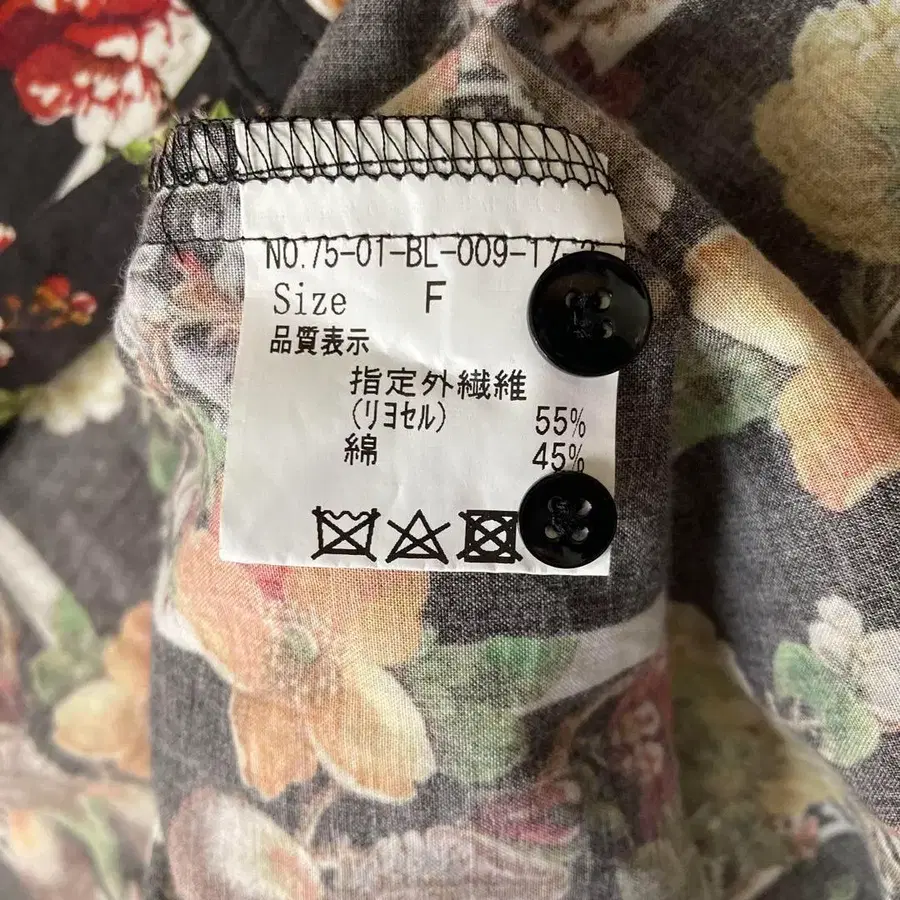 NO.75-01-BL-009-17-
Size F
品質表示
指定外繊維
(リヨセル) 55%
綿 45%